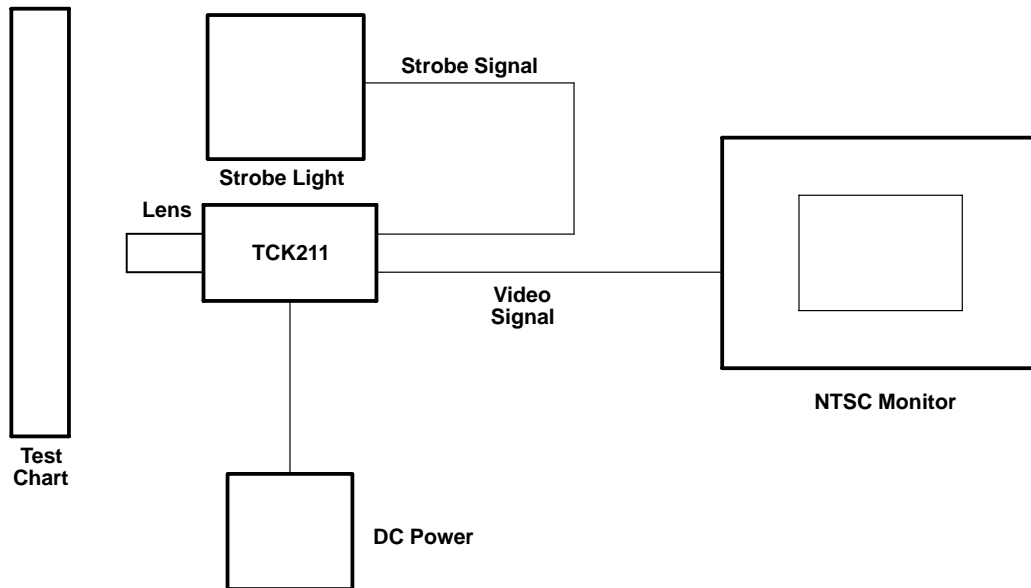 Strobe Signal
Strobe Light
Lens
TCK211
Video
Signal
NTSC Monitor
Test
Chart
DC Power